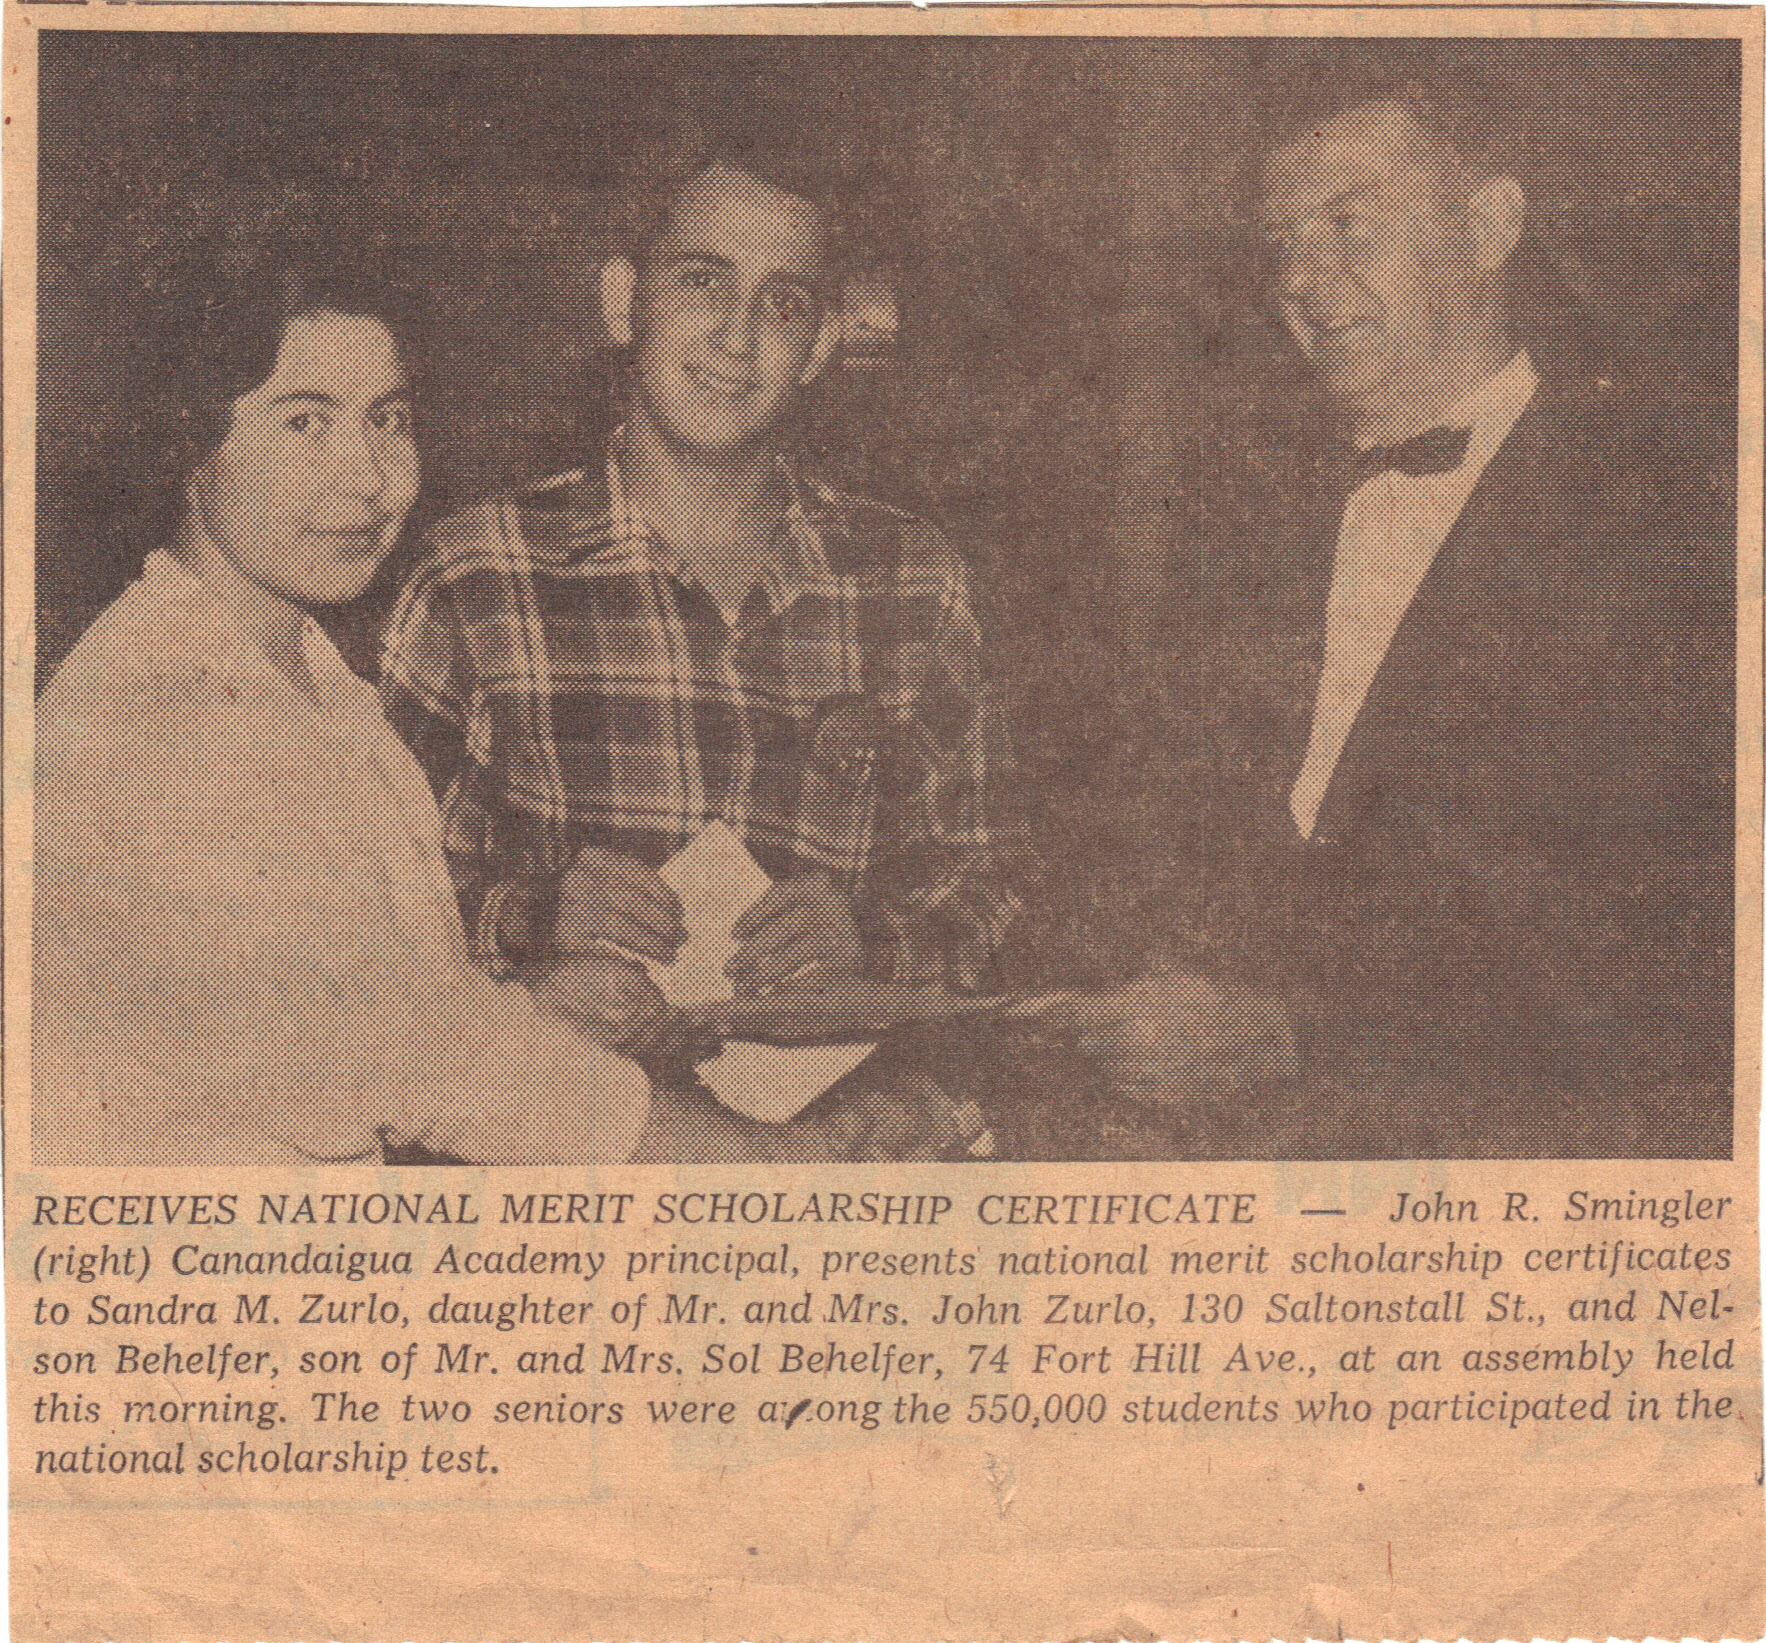 RECEIVES NATIONAL MERIT SCHOLARSHIP CERTIFICATE — John R. Smingler
(right) Canandaigua Academy principal, presents national merit scholarship certificates
to Sandra M. Zurlo, daughter of Mr. and Mrs. John Zurlo, 130 Saltonstall St., and Nel-
son Behelfer, son of Mr. and Mrs. Sol Behelfer, 74 Fort Hill Ave., at an assembly held
this morning. The two seniors were among the 550,000 students who participated in the
national scholarship test.